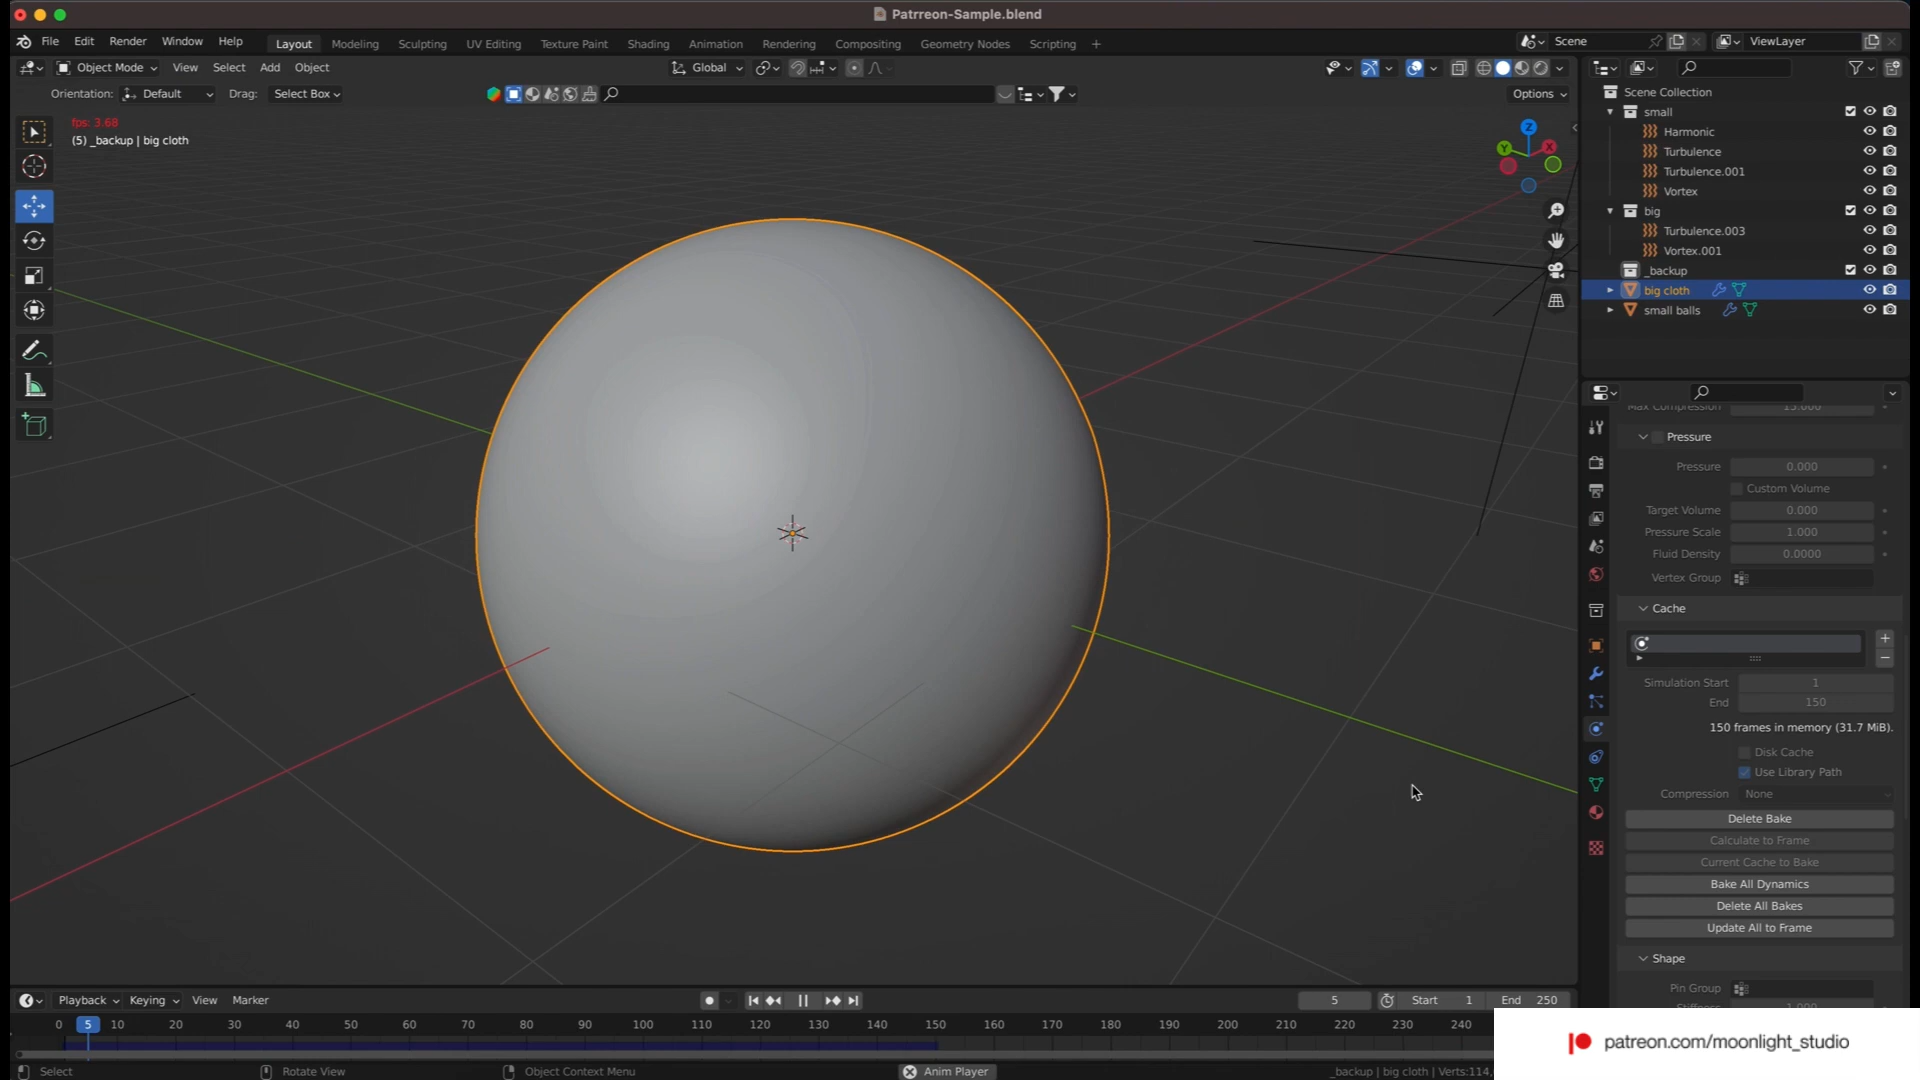 Patrreon-Sample.blend
File Edit Render Window Help Layout Modeling Sculpting UV Editing Texture Paint Shading Animation Rendering Compositing Geometry Nodes Scripting + Scene ViewLayer
Object Mode View Select Add Object Global
Orientation: Default Drag: Select Box Options
fps: 3.68
(5) _backup | big cloth
Z
Y
X
Scene Collection
small
Harmonic
Turbulence
Turbulence.001
Vortex
big
Turbulence.003
Vortex.001
_backup
big cloth
small balls
Max Compression 15.000
Pressure
Pressure 0.000
Custom Volume
Target Volume 0.000
Pressure Scale 1.000
Fluid Density 0.0000
Vertex Group
Cache
Simulation Start 1
End 150
150 frames in memory (31.7 MiB).
Disk Cache
Use Library Path
Compression None
Delete Bake
Calculate to Frame
Current Cache to Bake
Bake All Dynamics
Delete All Bakes
Update All to Frame
Shape
Pin Group
Stiffness 1.000
Playback Keying View Marker 5 Start 1 End 250
0 5 10 20 30 40 50 60 70 80 90 100 110 120 130 140 150 160 170 180 190 200 210 220 230 240
Select Rotate View Object Context Menu Anim Player _backup | big cloth | Verts:114,
patreon.com/moonlight_studio